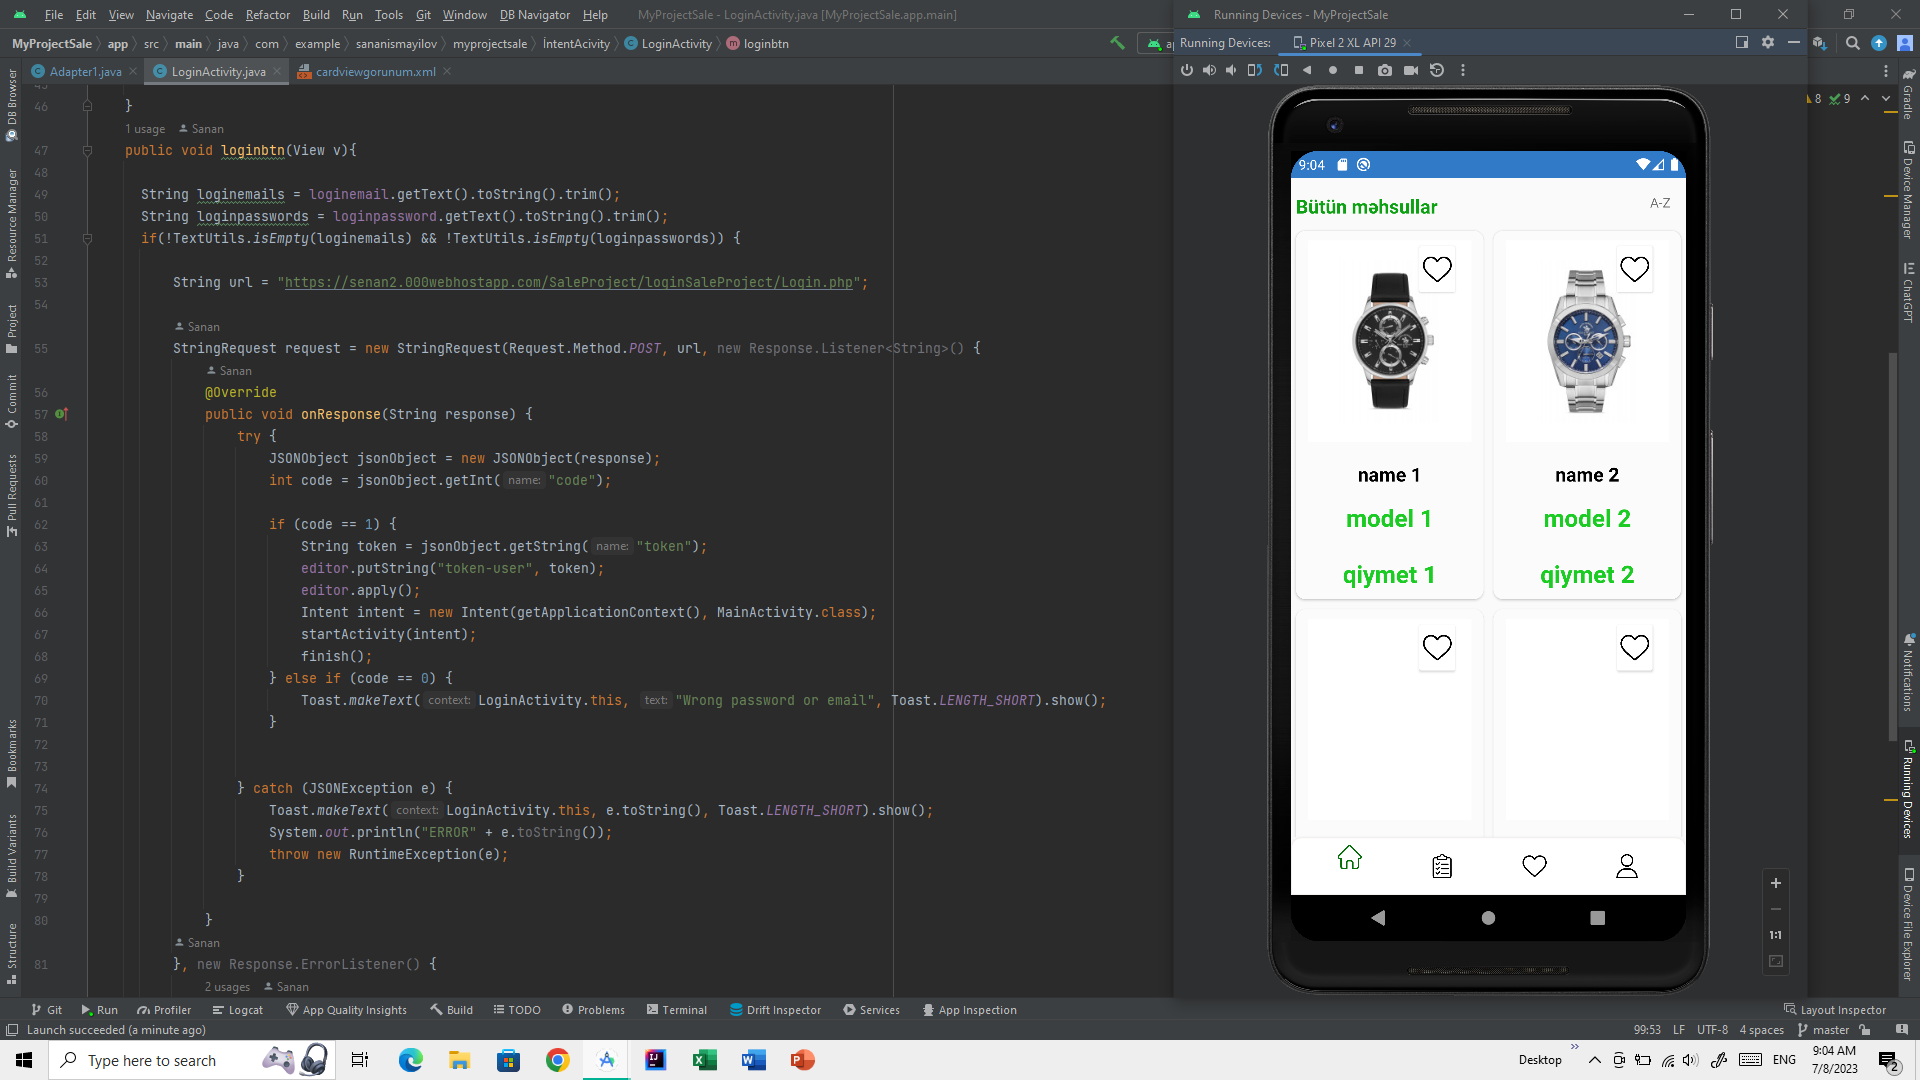 File Edit View Navigate Code Refactor Build Run Tools Git Window DB Navigator Help MyProjectSale - LoginActivity.java [MyProjectSale.app.main]
MyProjectSale app src main java com example sananismayilov myprojectsale İntentAcivity LoginActivity loginbtn
Adapter1.java LoginActivity.java cardviewgorunum.xml
46 }
1 usage Sanan
47 public void loginbtn(View v){
48
49 String loginemails = loginemail.getText().toString().trim();
50 String loginpasswords = loginpassword.getText().toString().trim();
51 if(!TextUtils.isEmpty(loginemails) && !TextUtils.isEmpty(loginpasswords)) {
52
53 String url = "https://senan2.000webhostapp.com/SaleProject/loginSaleProject/Login.php";
54
Sanan
55 StringRequest request = new StringRequest(Request.Method.POST, url, new Response.Listener<String>() {
Sanan
56 @Override
57 public void onResponse(String response) {
58 try {
59 JSONObject jsonObject = new JSONObject(response);
60 int code = jsonObject.getInt( name: "code");
61
62 if (code == 1) {
63 String token = jsonObject.getString( name: "token");
64 editor.putString("token-user", token);
65 editor.apply();
66 Intent intent = new Intent(getApplicationContext(), MainActivity.class);
67 startActivity(intent);
68 finish();
69 } else if (code == 0) {
70 Toast.makeText( context: LoginActivity.this, text: "Wrong password or email", Toast.LENGTH_SHORT).show();
71 }
72
73
74 } catch (JSONException e) {
75 Toast.makeText( context: LoginActivity.this, e.toString(), Toast.LENGTH_SHORT).show();
76 System.out.println("ERROR" + e.toString());
77 throw new RuntimeException(e);
78 }
79
80 }
Sanan
81 }, new Response.ErrorListener() {
2 usages Sanan
DB Browser
Resource Manager
Project
Commit
Pull Requests
Bookmarks
Build Variants
Structure
Running Devices - MyProjectSale
Running Devices: Pixel 2 XL API 29
8 9
9:04
Bütün məhsullar A-Z
name 1 name 2
model 1 model 2
qiymet 1 qiymet 2
1:1
Gradle
Device Manager
ChatGPT
Notifications
Running Devices
Device File Explorer
Git Run Profiler Logcat App Quality Insights Build TODO Problems Terminal Drift Inspector Services App Inspection Layout Inspector
Launch succeeded (a minute ago) 99:53 LF UTF-8 4 spaces master
Type here to search Desktop ENG 9:04 AM
7/8/2023
2